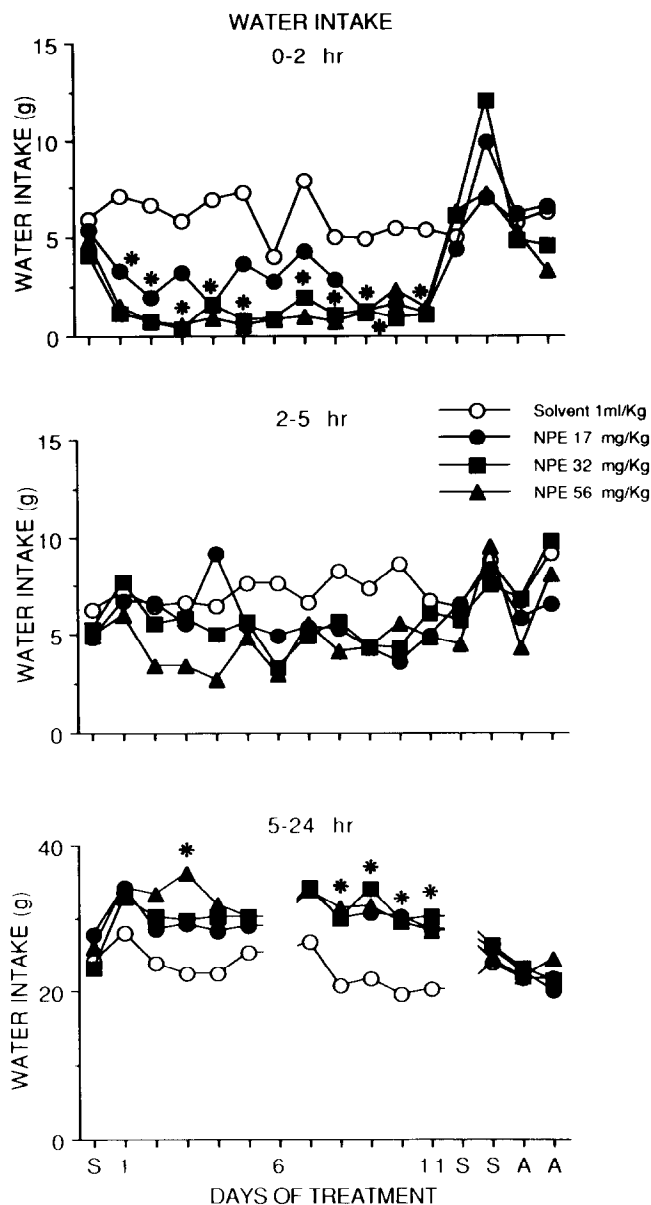 WATER INTAKE
0-2 hr
WATER INTAKE (g)
15
10
5
0
* * * * * * * * * * *
2-5 hr
Solvent 1ml/Kg
NPE 17 mg/Kg
NPE 32 mg/Kg
NPE 56 mg/Kg
WATER INTAKE (g)
15
10
5
0
5-24 hr
WATER INTAKE (g)
40
20
0
* * * * *
S 1 6 11 S S A A
DAYS OF TREATMENT